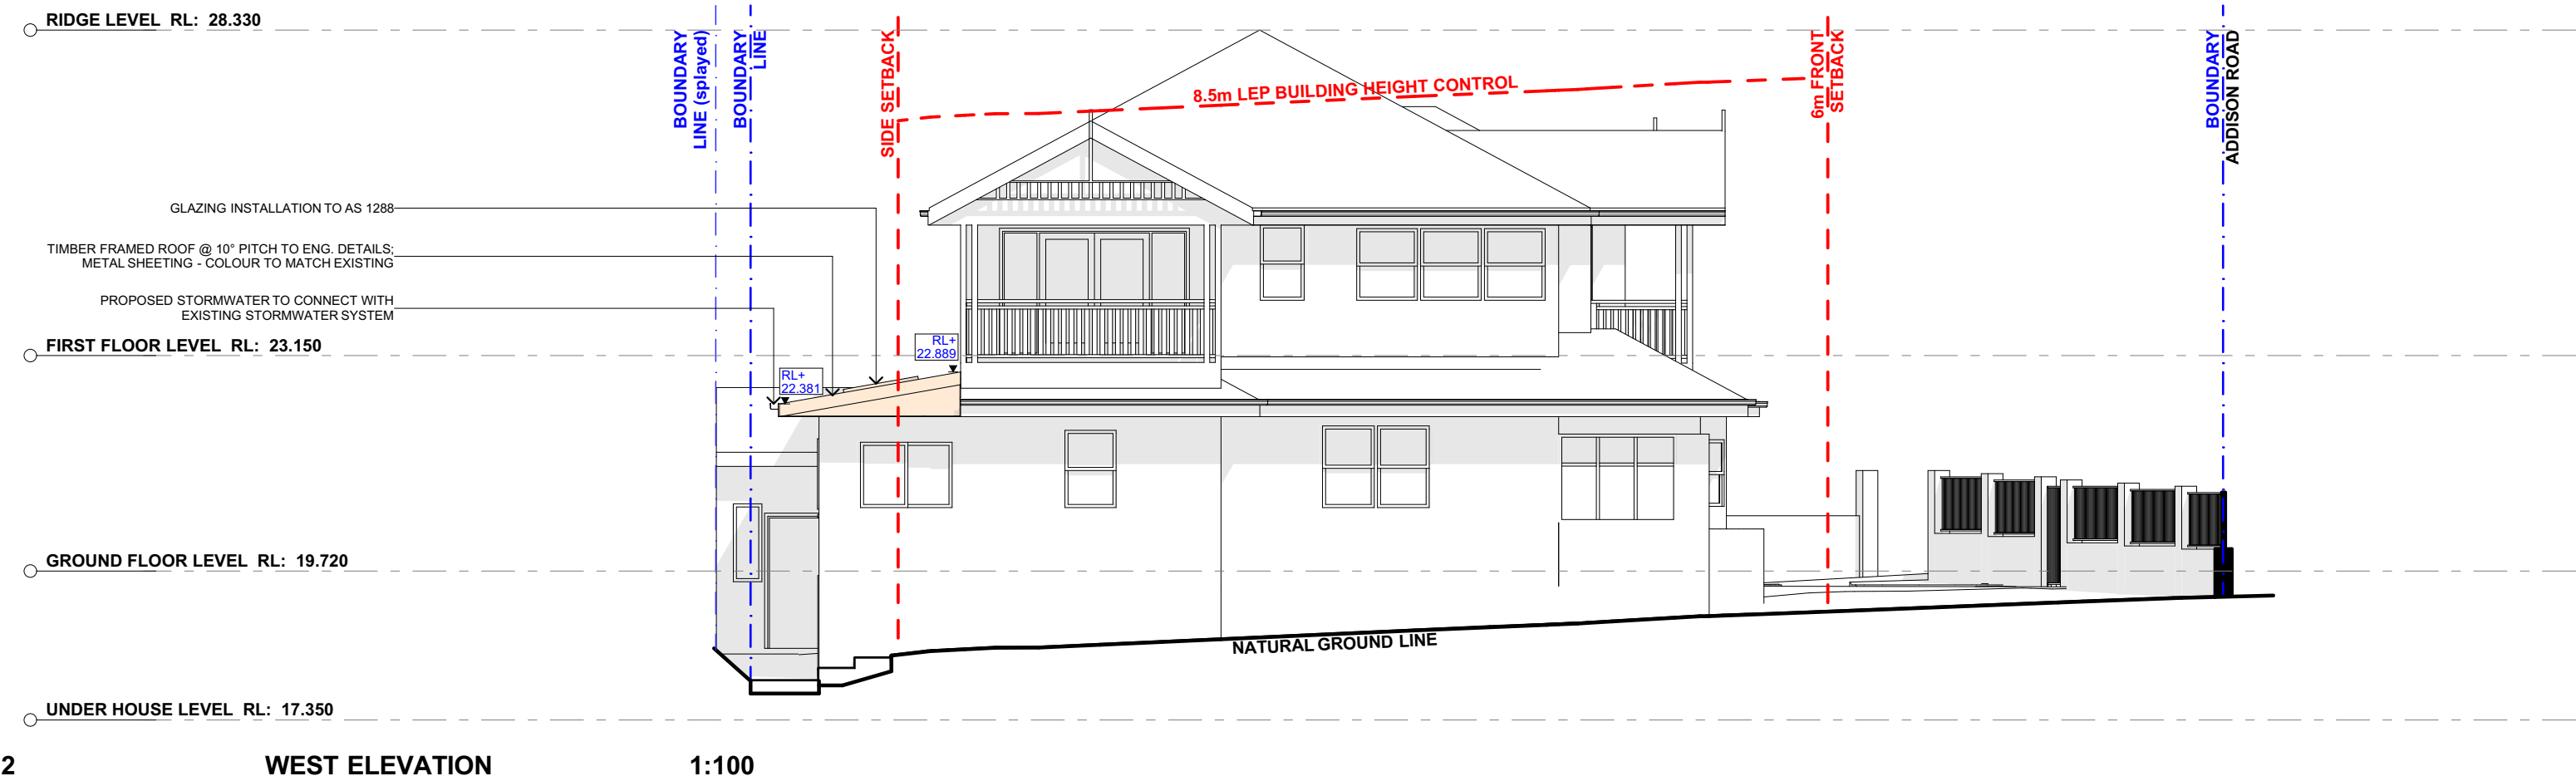 RIDGE LEVEL RL: 28.330
BOUNDARY
LINE (splayed)
BOUNDARY
LINE
SIDE SETBACK
8.5m LEP BUILDING HEIGHT CONTROL
6m FRONT
SETBACK
BOUNDARY
ADDISON ROAD
GLAZING INSTALLATION TO AS 1288
TIMBER FRAMED ROOF @ 10° PITCH TO ENG. DETAILS;
METAL SHEETING - COLOUR TO MATCH EXISTING
PROPOSED STORMWATER TO CONNECT WITH
EXISTING STORMWATER SYSTEM
FIRST FLOOR LEVEL RL: 23.150
RL+
22.889
RL+
22.381
GROUND FLOOR LEVEL RL: 19.720
NATURAL GROUND LINE
UNDER HOUSE LEVEL RL: 17.350
2 WEST ELEVATION 1:100